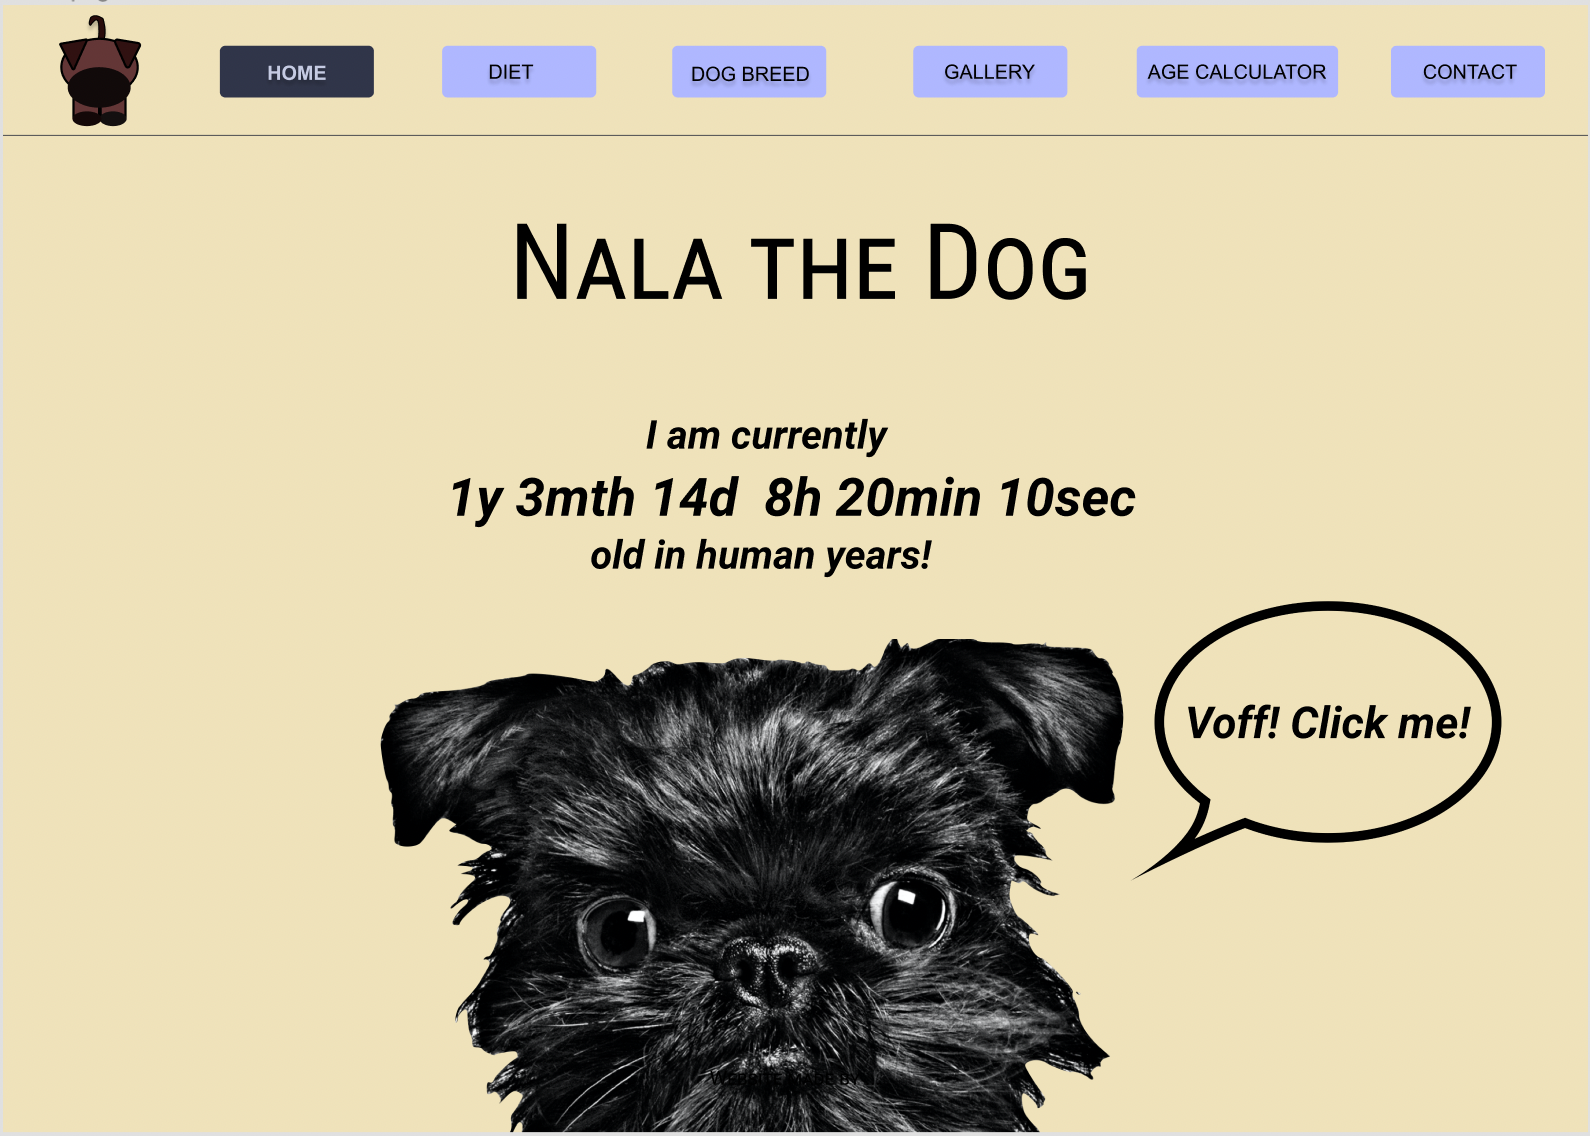 HOME
DIET
DOG BREED
GALLERY
AGE CALCULATOR
CONTACT
Nala the Dog
I am currently
1y 3mth 14d 8h 20min 10sec
old in human years!
Voff! Click me!